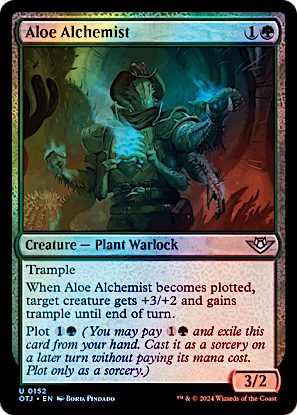 Aloe Alchemist 1
Creature — Plant Warlock
Trample
When Aloe Alchemist becomes plotted,
target creature gets +3/+2 and gains
trample until end of turn.
Plot 1 (You may pay 1 and exile this
card from your hand. Cast it as a sorcery on
a later turn without paying its mana cost.
Plot only as a sorcery.)
3/2
U 0152
OTJ • EN Borja Pindado
™ & © 2024 Wizards of the Coast